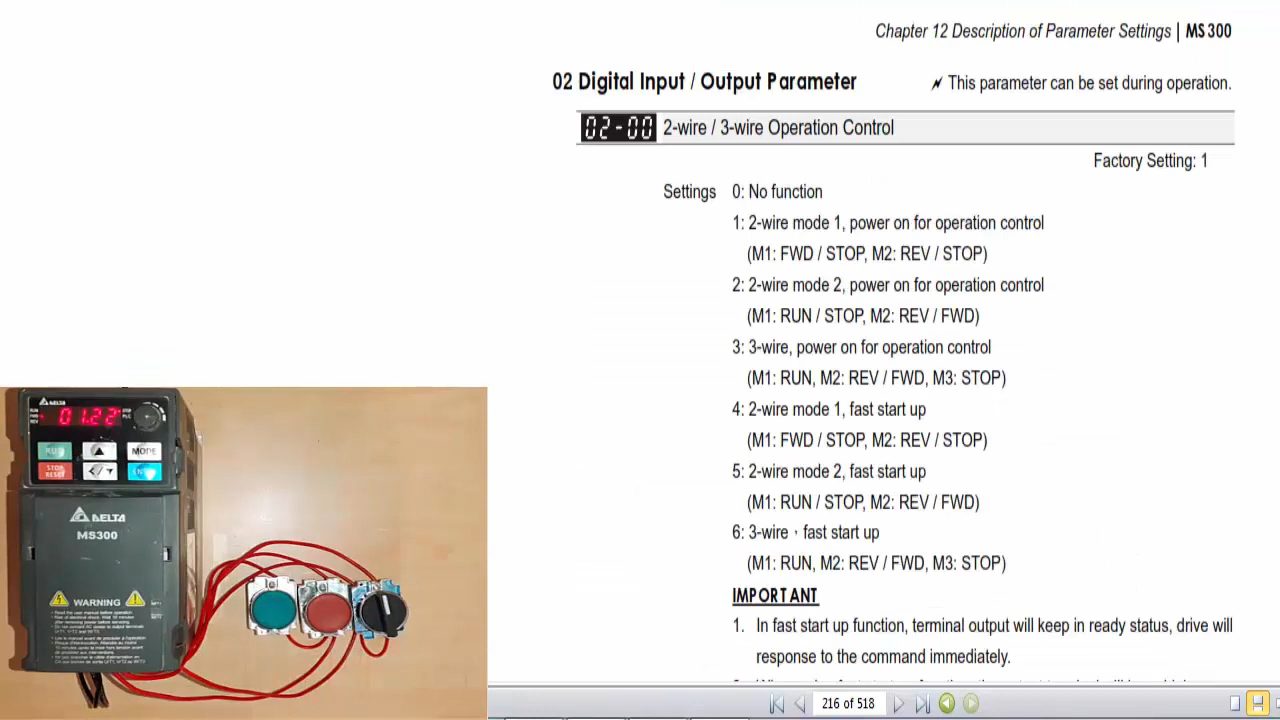 Chapter 12 Description of Parameter Settings | MS 300
02 Digital Input / Output Parameter
This parameter can be set during operation.
02-00 2-wire / 3-wire Operation Control
Factory Setting: 1
Settings 0: No function
1: 2-wire mode 1, power on for operation control
(M1: FWD / STOP, M2: REV / STOP)
2: 2-wire mode 2, power on for operation control
(M1: RUN / STOP, M2: REV / FWD)
3: 3-wire, power on for operation control
(M1: RUN, M2: REV / FWD, M3: STOP)
4: 2-wire mode 1, fast start up
(M1: FWD / STOP, M2: REV / STOP)
5: 2-wire mode 2, fast start up
(M1: RUN / STOP, M2: REV / FWD)
6: 3-wire，fast start up
(M1: RUN, M2: REV / FWD, M3: STOP)
IMPORTANT
1. In fast start up function, terminal output will keep in ready status, drive will
response to the command immediately.
216 of 518
DELTA
RUN
FWD
REV
01.22
STOP
PLC
RUN
MODE
STOP
RESET
DELTA
MS300
WARNING